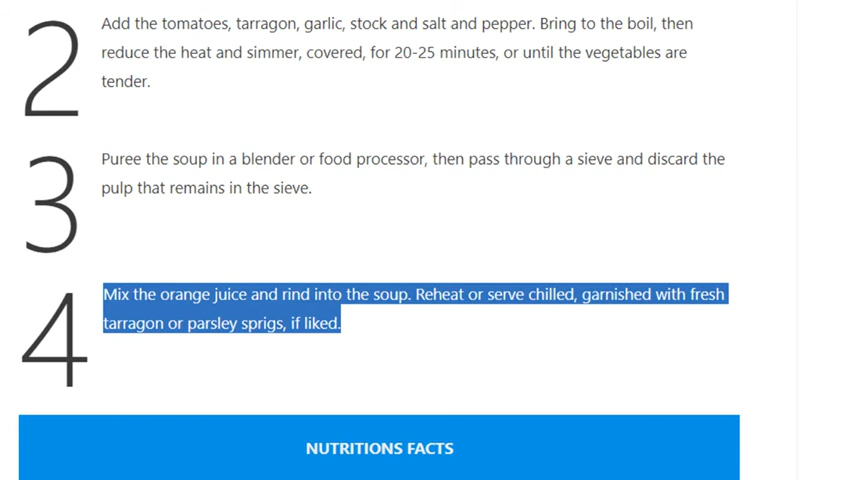 2
Add the tomatoes, tarragon, garlic, stock and salt and pepper. Bring to the boil, then
reduce the heat and simmer, covered, for 20-25 minutes, or until the vegetables are
tender.
3
Puree the soup in a blender or food processor, then pass through a sieve and discard the
pulp that remains in the sieve.
4
Mix the orange juice and rind into the soup. Reheat or serve chilled, garnished with fresh
tarragon or parsley sprigs, if liked.
NUTRITIONS FACTS